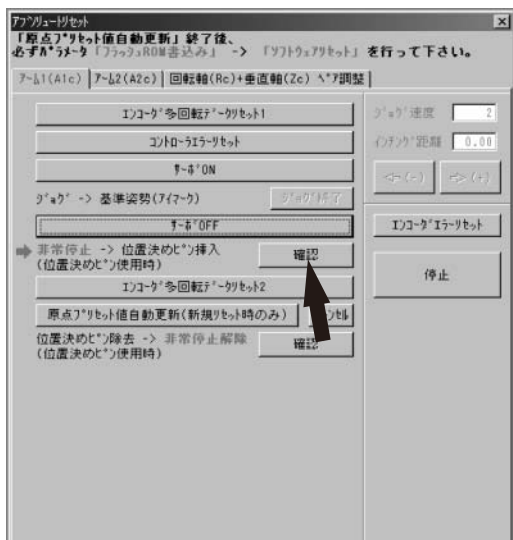 アブソリュートリセット
「原点プリセット値自動更新」終了後、
必ずパラメータ「フラッシュROM書込み」 -> 「ソフトウェアリセット」 を行って下さい。
アーム1(A1c) アーム2(A2c) 回転軸(Rc)+垂直軸(Zc) ペア調整
エンコーダ多回転データリセット1
コントローラエラーリセット
サーボON
ジョグ -> 基準姿勢(アイマーク) ジョグ終了
サーボOFF
非常停止 -> 位置決めピン挿入
(位置決めピン使用時) 確認
エンコーダ多回転データリセット2
原点プリセット値自動更新(新規リセット時のみ)
位置決めピン除去 -> 非常停止解除
(位置決めピン使用時) 確認
ジョグ速度 2
インチング距離 0.00
<=(-) =>(+)
エンコーダエラーリセット
停止